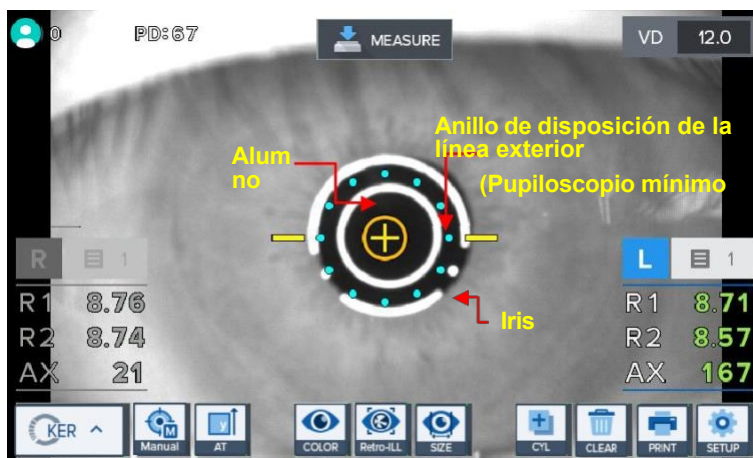 0 PD:67 MEASURE VD 12.0
Alum
no
Anillo de disposición de la
línea exterior
(Pupiloscopio mínimo
Iris
R 1
R1 8.76
R2 8.74
AX 21
L 1
R1 8.71
R2 8.57
AX 167
KER
M
Manual
y
AT
COLOR
Retro-ILL
SIZE
CYL
CLEAR
PRINT
SETUP